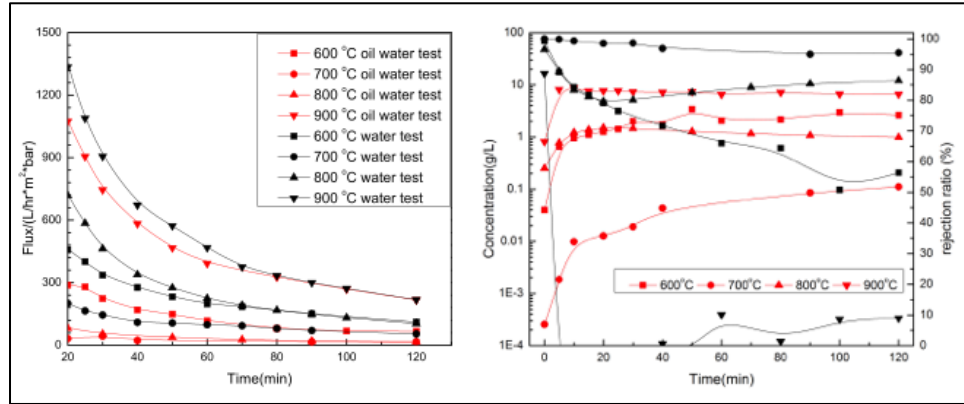 1500
1200
900
600
300
0
20
40
60
80
100
120
Flux/(L/hr*m²*bar)
Time(min)
600 °C oil water test
700 °C oil water test
800 °C oil water test
900 °C oil water test
600 °C water test
700 °C water test
800 °C water test
900 °C water test
100
10
1
0.1
0.01
1E-3
1E-4
0
20
40
60
80
100
120
Concentration(g/L)
Time(min)
600°C
700°C
800°C
900°C
100
90
80
70
60
50
40
30
20
10
0
rejection ratio (%)